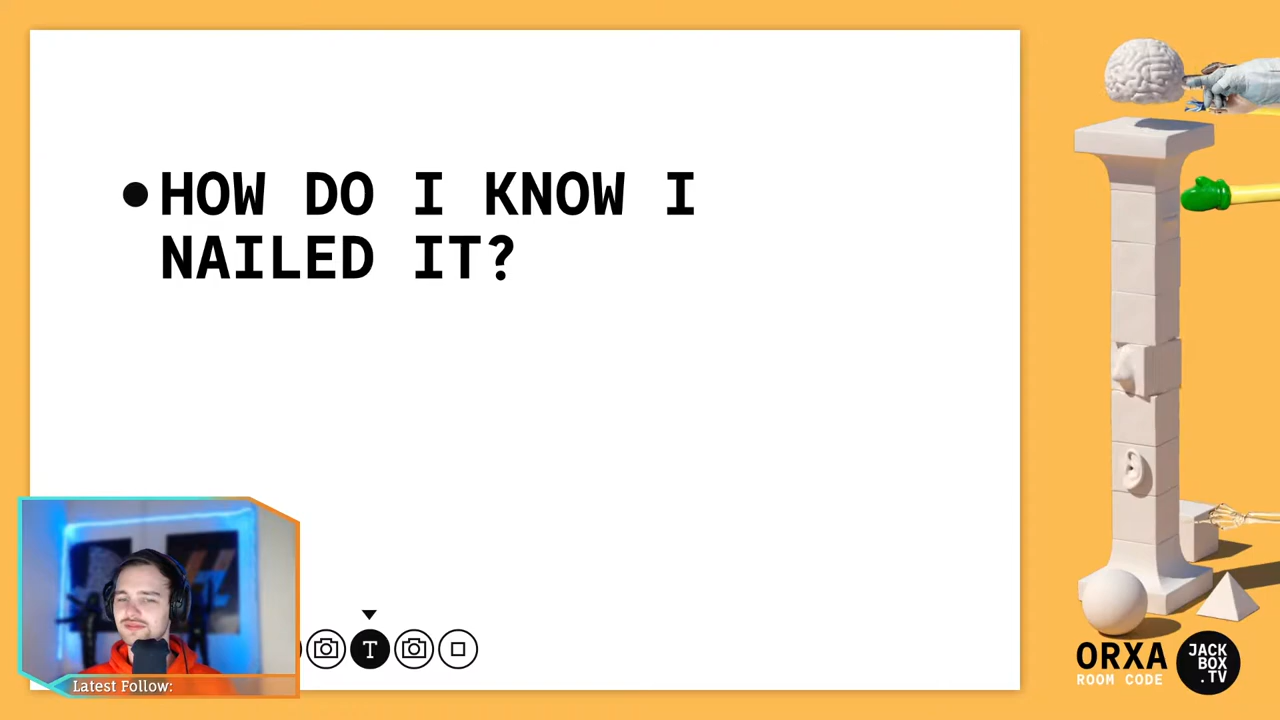 •HOW DO I KNOW I
NAILED IT?
T
Latest Follow:
ORXA
ROOM CODE
JACK
BOX
.TV